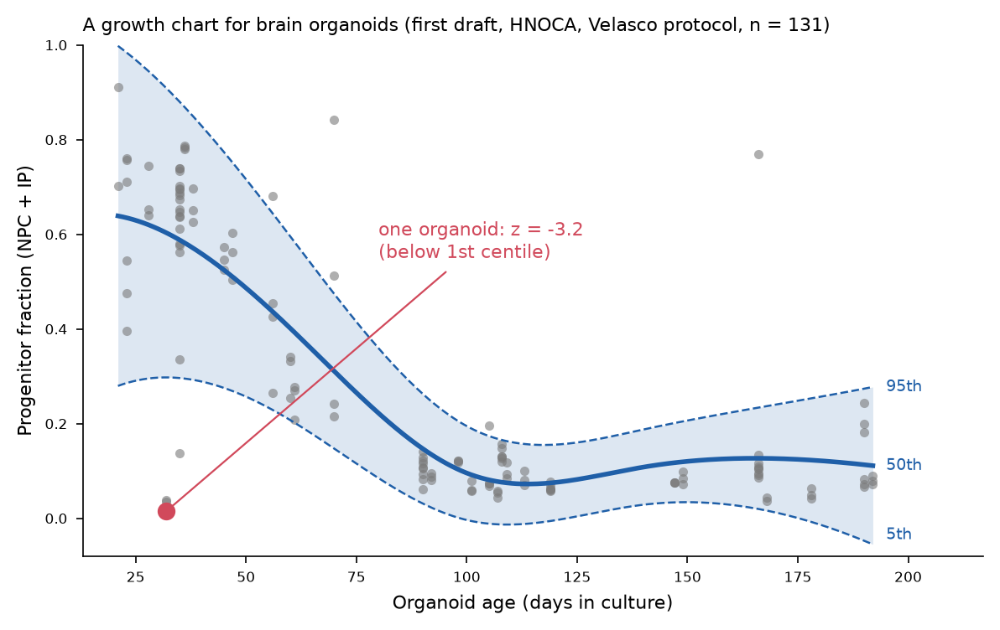 A growth chart for brain organoids (first draft, HNOCA, Velasco protocol, n = 131)
1.0
0.8
0.6
0.4
0.2
0.0
Progenitor fraction (NPC + IP)
one organoid: z = -3.2
(below 1st centile)
95th
50th
5th
25
50
75
100
125
150
175
200
Organoid age (days in culture)